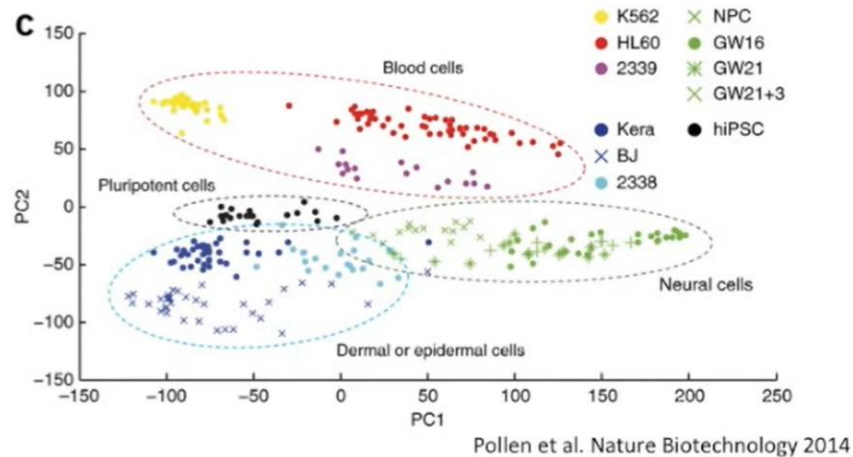 C
K562
HL60
2339
Kera
BJ
2338
NPC
GW16
GW21
GW21+3
hiPSC
Blood cells
Pluripotent cells
Neural cells
Dermal or epidermal cells
PC2
150
100
50
0
−50
−100
−150
−150 −100 −50 0 50 100 150 200 250
PC1
Pollen et al. Nature Biotechnology 2014